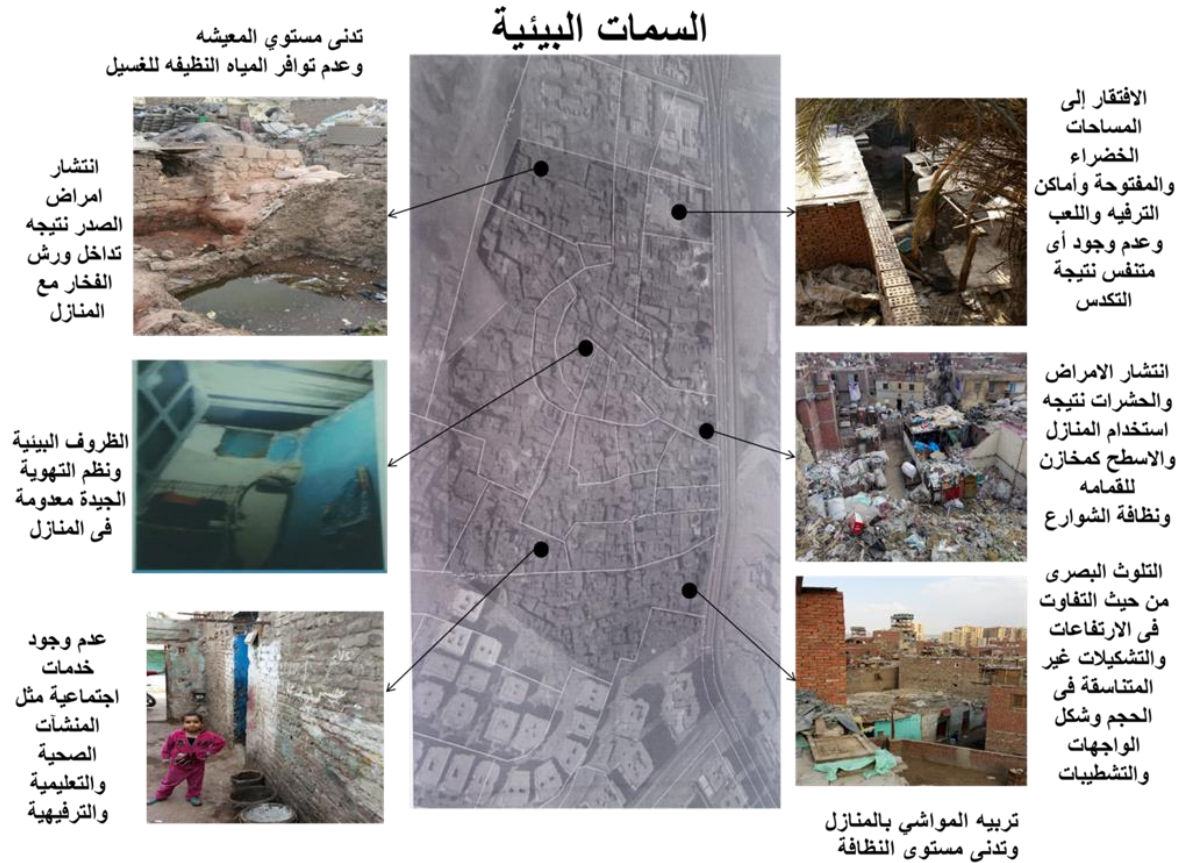 السمات البيئية
تدنى مستوي المعيشه
وعدم توافر المياه النظيفه للغسيل
الافتقار إلى
المساحات
الخضراء
والمفتوحة وأماكن
الترفيه واللعب
وعدم وجود أى
متنفس نتيجة
التكدس
انتشار
امراض
الصدر نتيجه
تداخل ورش
الفخار مع
المنازل
انتشار الامراض
والحشرات نتيجه
استخدام المنازل
والاسطح كمخازن
للقمامه
ونظافة الشوارع
الظروف البيئية
ونظم التهوية
الجيدة معدومة
فى المنازل
التلوث البصرى
من حيث التفاوت
فى الارتفاعات
والتشكيلات غير
المتناسقة فى
الحجم وشكل
الواجهات
والتشطيبات
عدم وجود
خدمات
اجتماعية مثل
المنشآت
الصحية
والتعليمية
والترفيهية
تربيه المواشي بالمنازل
وتدنى مستوى النظافة